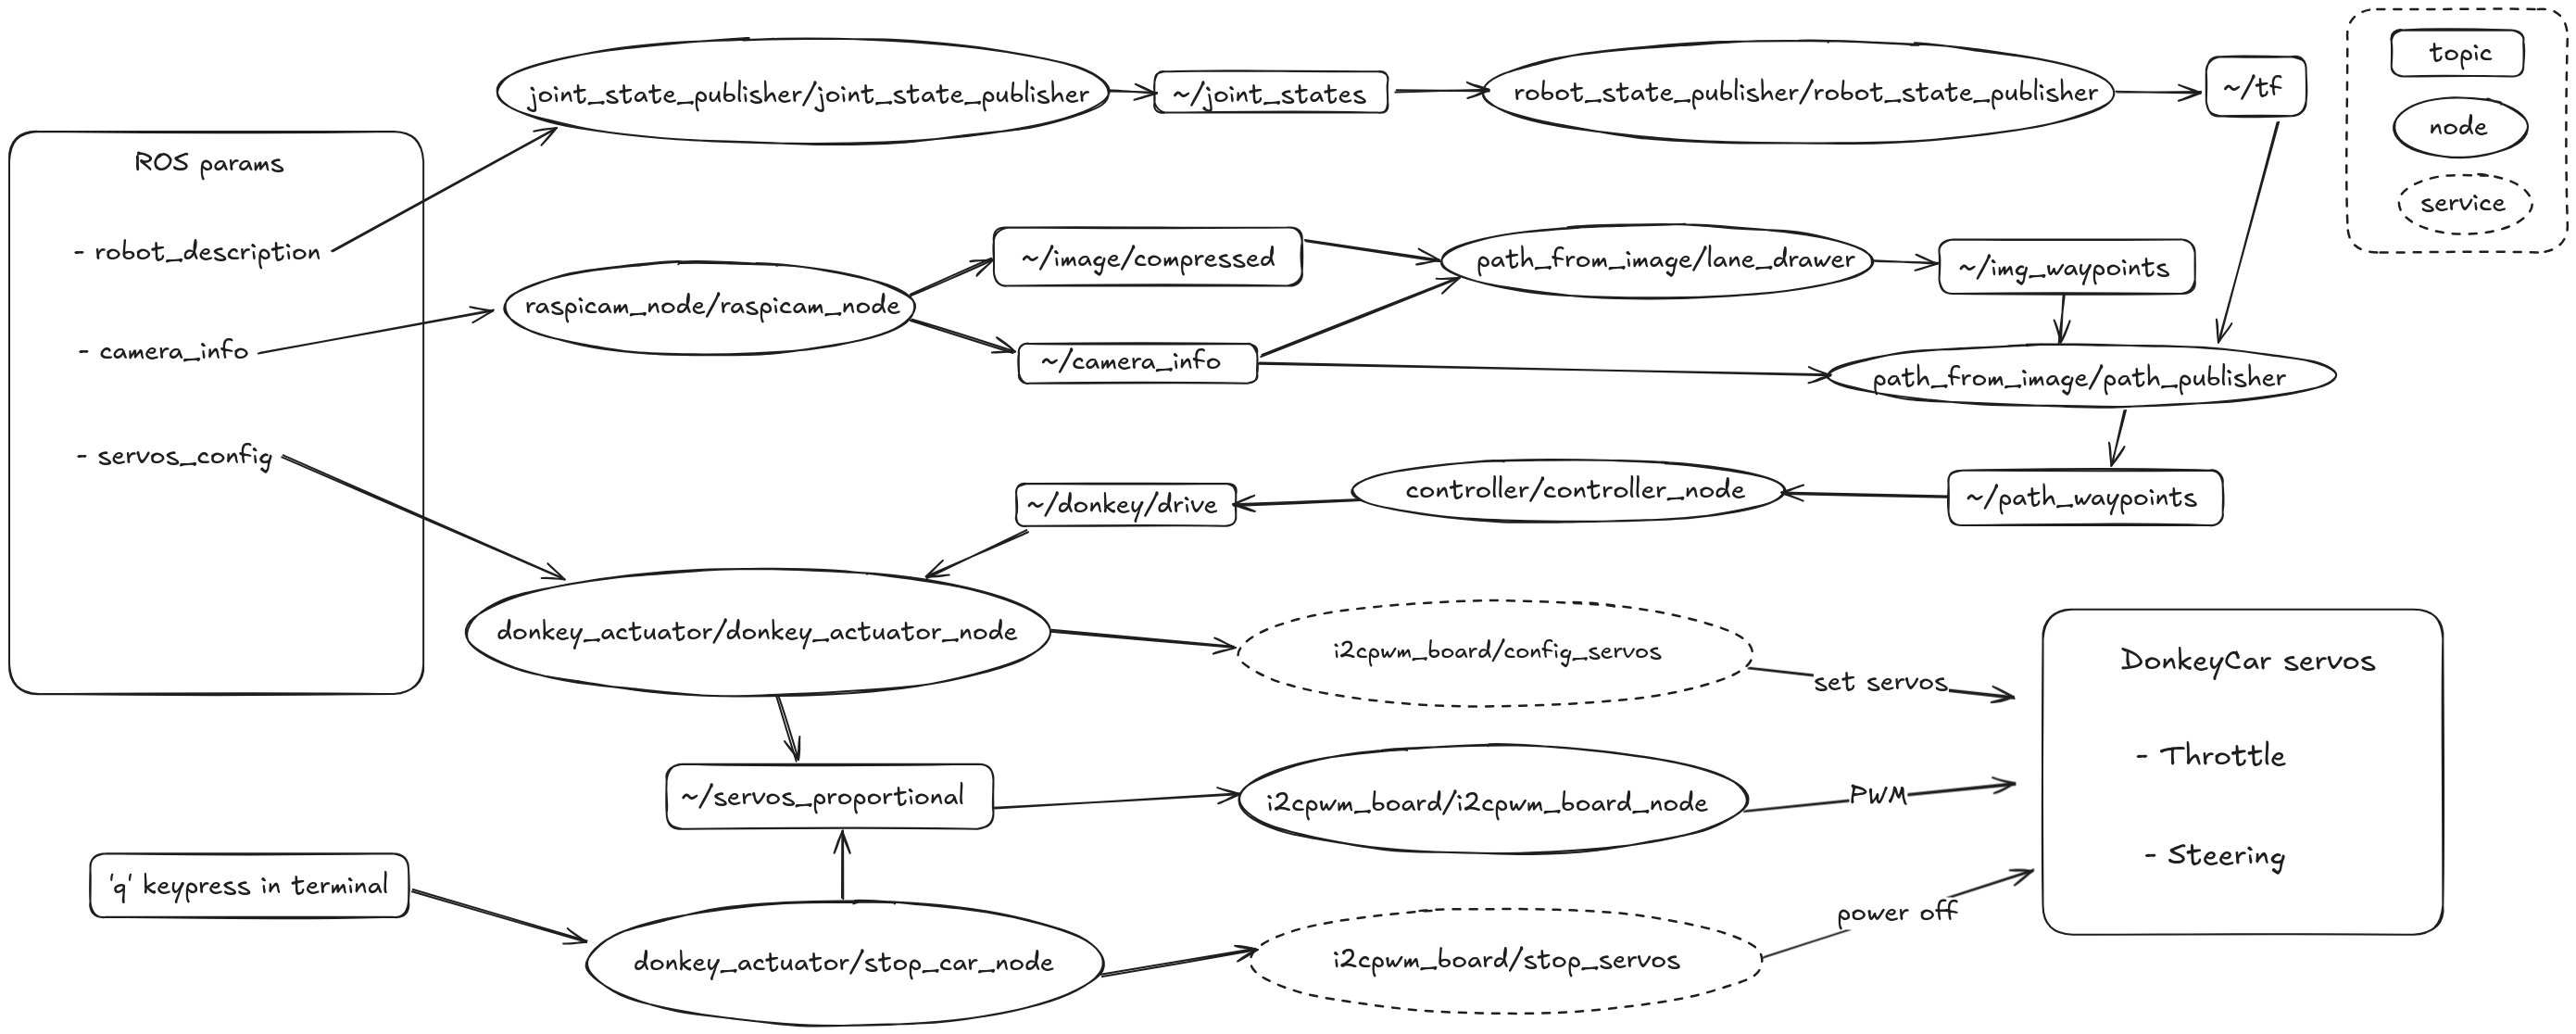 joint_state_publisher/joint_state_publisher
~/joint_states
robot_state_publisher/robot_state_publisher
~/tf
topic
node
service
ROS params
- robot_description
- camera_info
- servos_config
raspicam_node/raspicam_node
~/image/compressed
~/camera_info
path_from_image/lane_drawer
~/img_waypoints
path_from_image/path_publisher
~/path_waypoints
controller/controller_node
~/donkey/drive
donkey_actuator/donkey_actuator_node
i2cpwm_board/config_servos
set servos
DonkeyCar servos
- Throttle
- Steering
~/servos_proportional
i2cpwm_board/i2cpwm_board_node
PWM
'q' keypress in terminal
donkey_actuator/stop_car_node
i2cpwm_board/stop_servos
power off